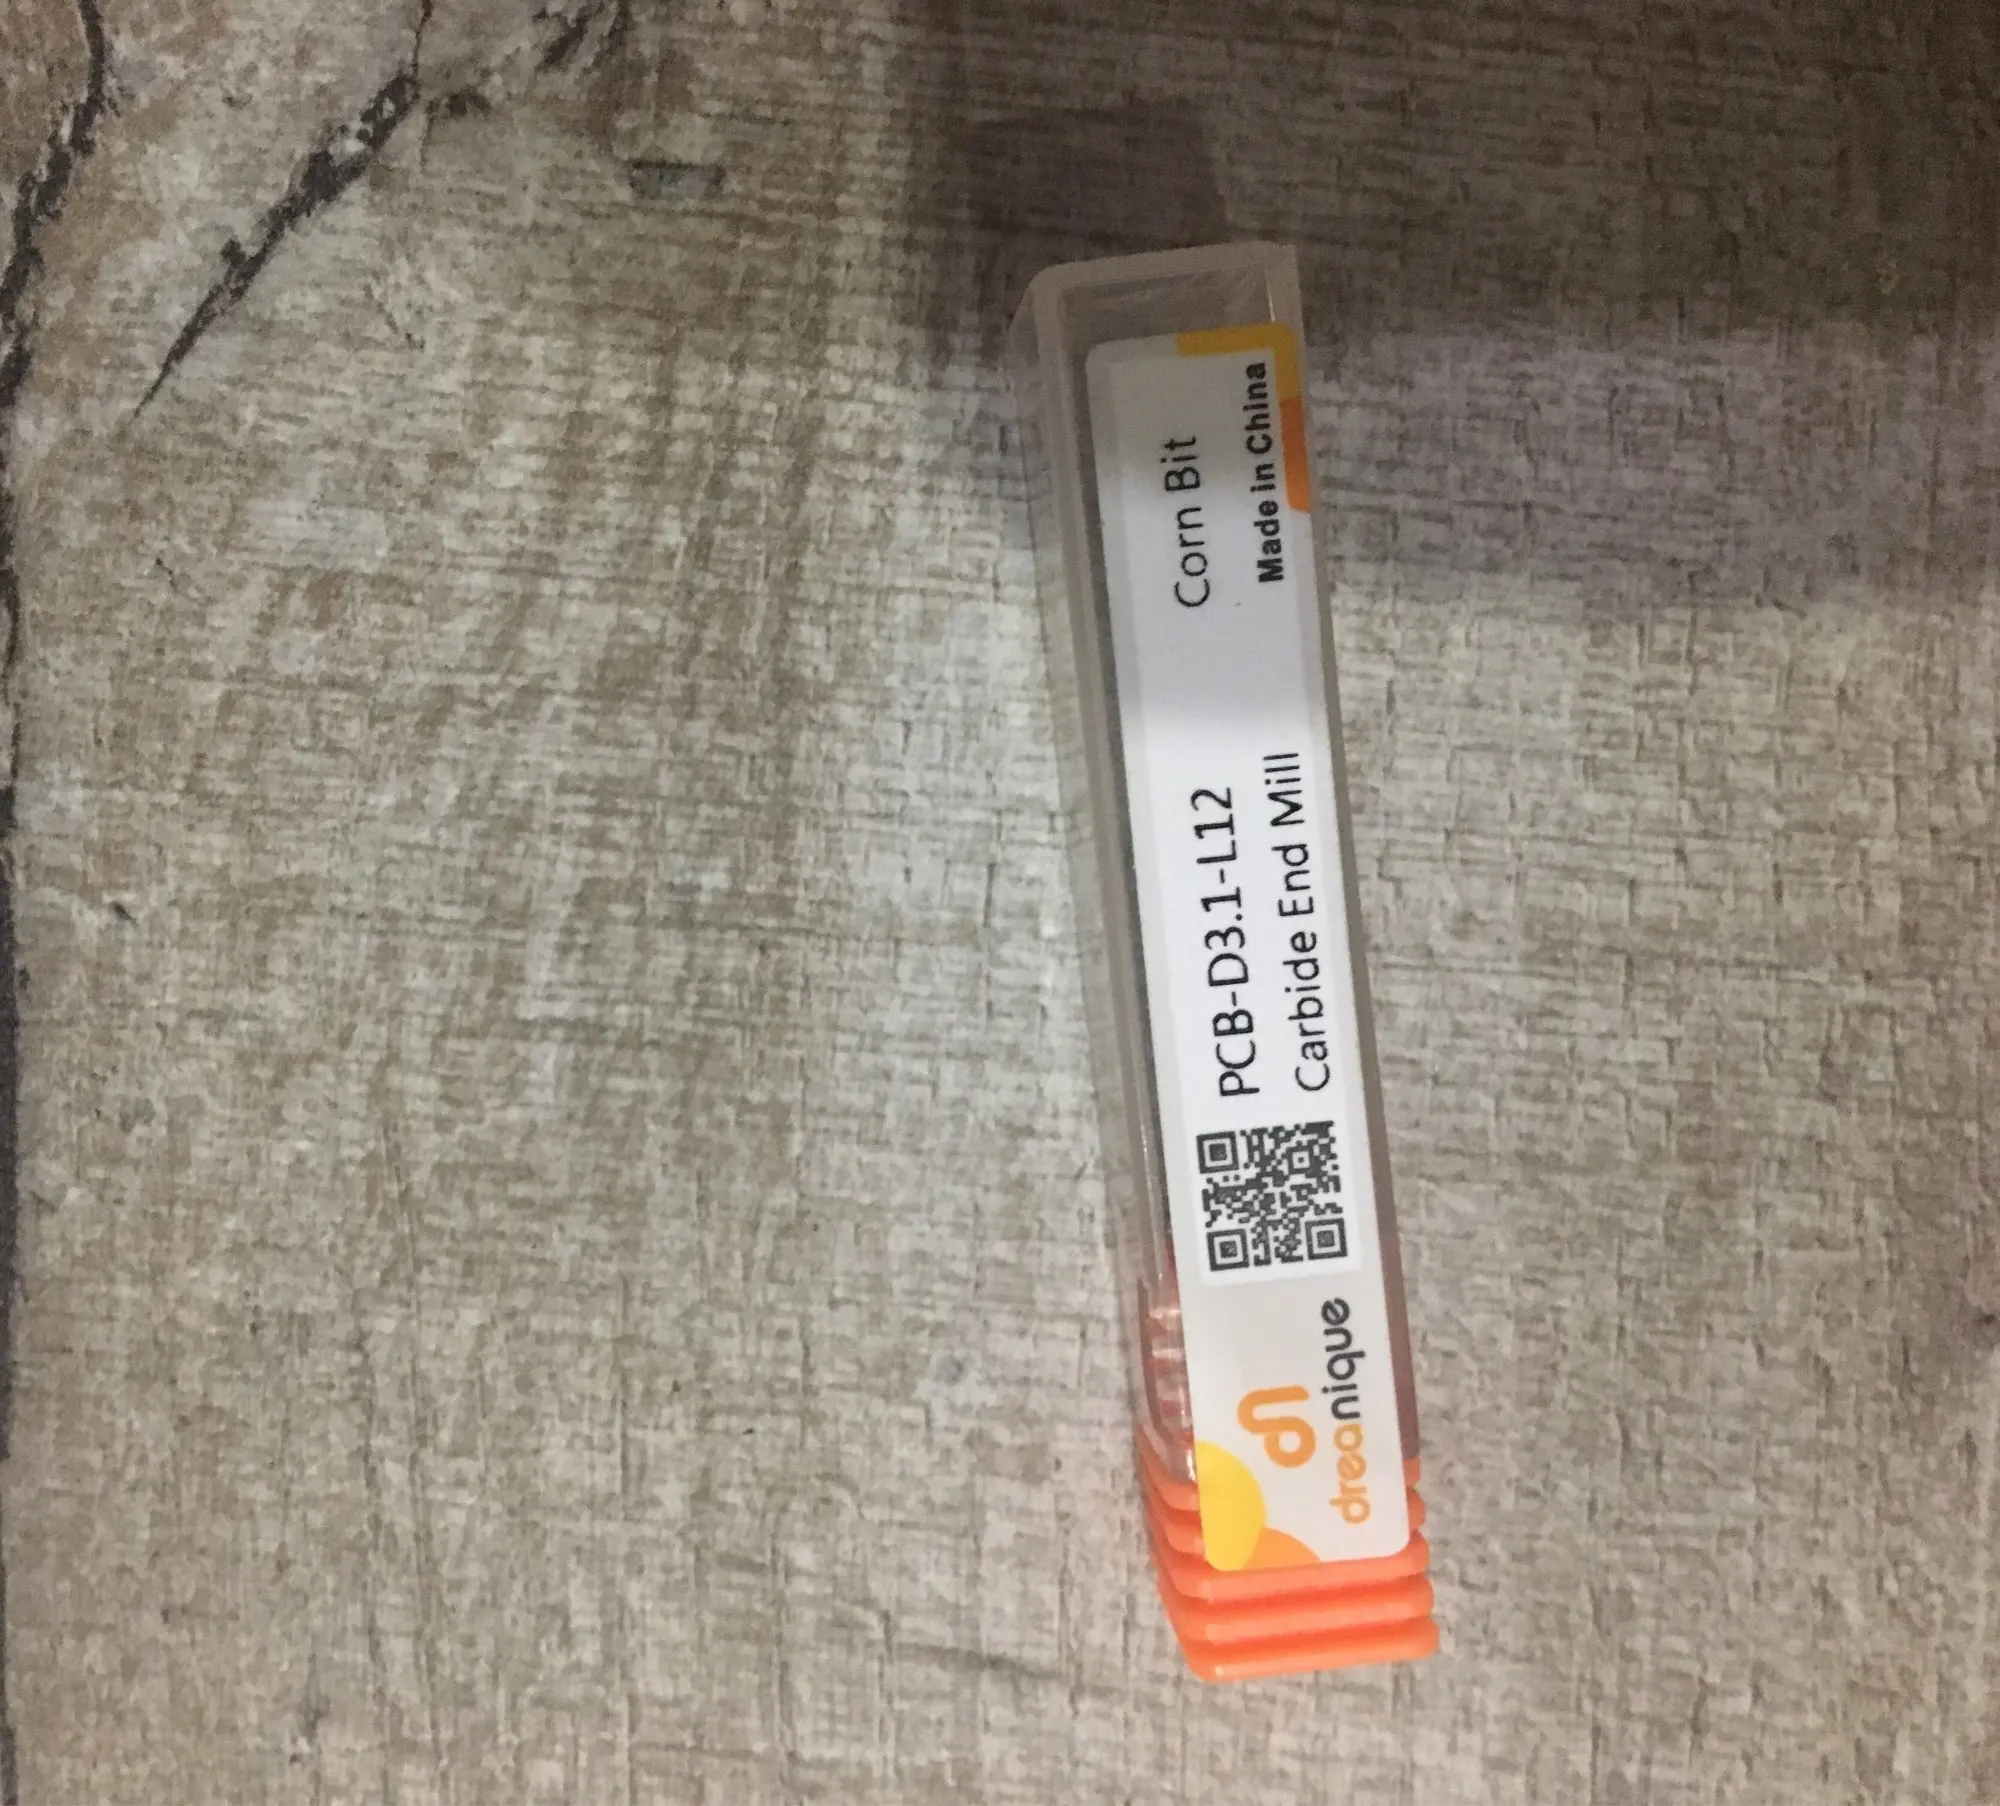 dreanique
PCB-D3.1-L12
Carbide End Mill
Corn Bit
Made in China